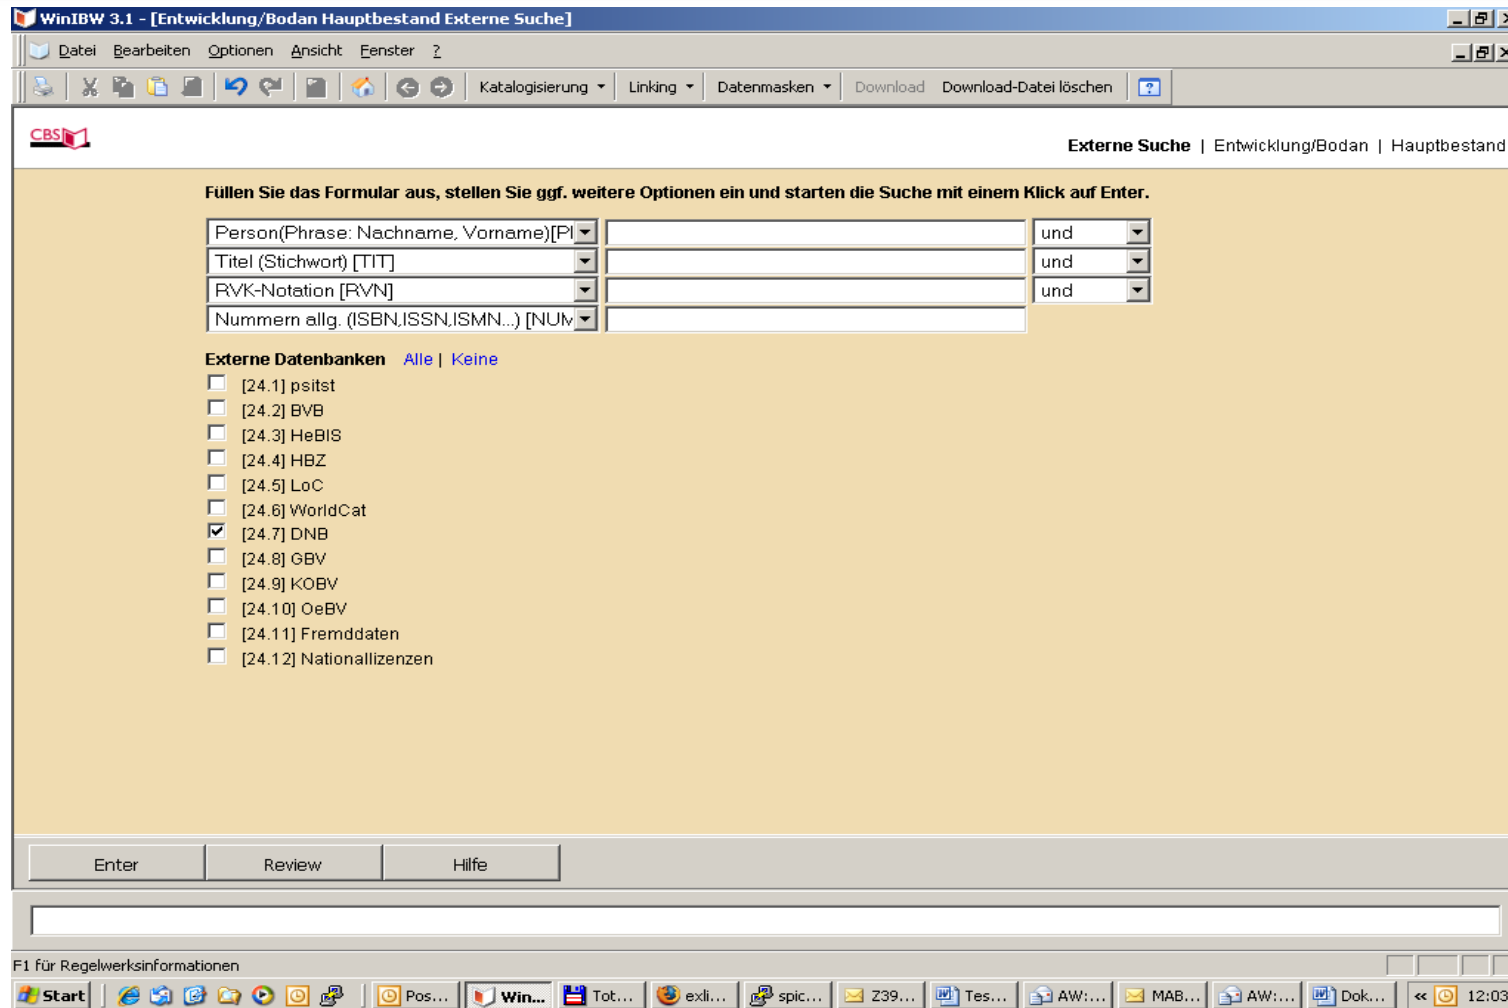 WinIBW 3.1 - [Entwicklung/Bodan Hauptbestand Externe Suche]
Datei Bearbeiten Optionen Ansicht Fenster ?
Katalogisierung Linking Datenmasken Download Download-Datei löschen
CBS
Externe Suche | Entwicklung/Bodan | Hauptbestand
Füllen Sie das Formular aus, stellen Sie ggf. weitere Optionen ein und starten die Suche mit einem Klick auf Enter.
Person(Phrase: Nachname, Vorname)[P und
Titel (Stichwort) [TIT] und
RVK-Notation [RVN] und
Nummern allg. (ISBN,ISSN,ISMN...) [NUM
Externe Datenbanken Alle | Keine
[24.1] psitst
[24.2] BVB
[24.3] HeBIS
[24.4] HBZ
[24.5] LoC
[24.6] WorldCat
[24.7] DNB
[24.8] GBV
[24.9] KOBV
[24.10] OeBV
[24.11] Fremddaten
[24.12] Nationallizenzen
Enter Review Hilfe
F1 für Regelwerksinformationen
Start Pos... Win... Tot... exli... spic... Z39... Tes... AW:... MAB... AW:... Dok... « 12:03